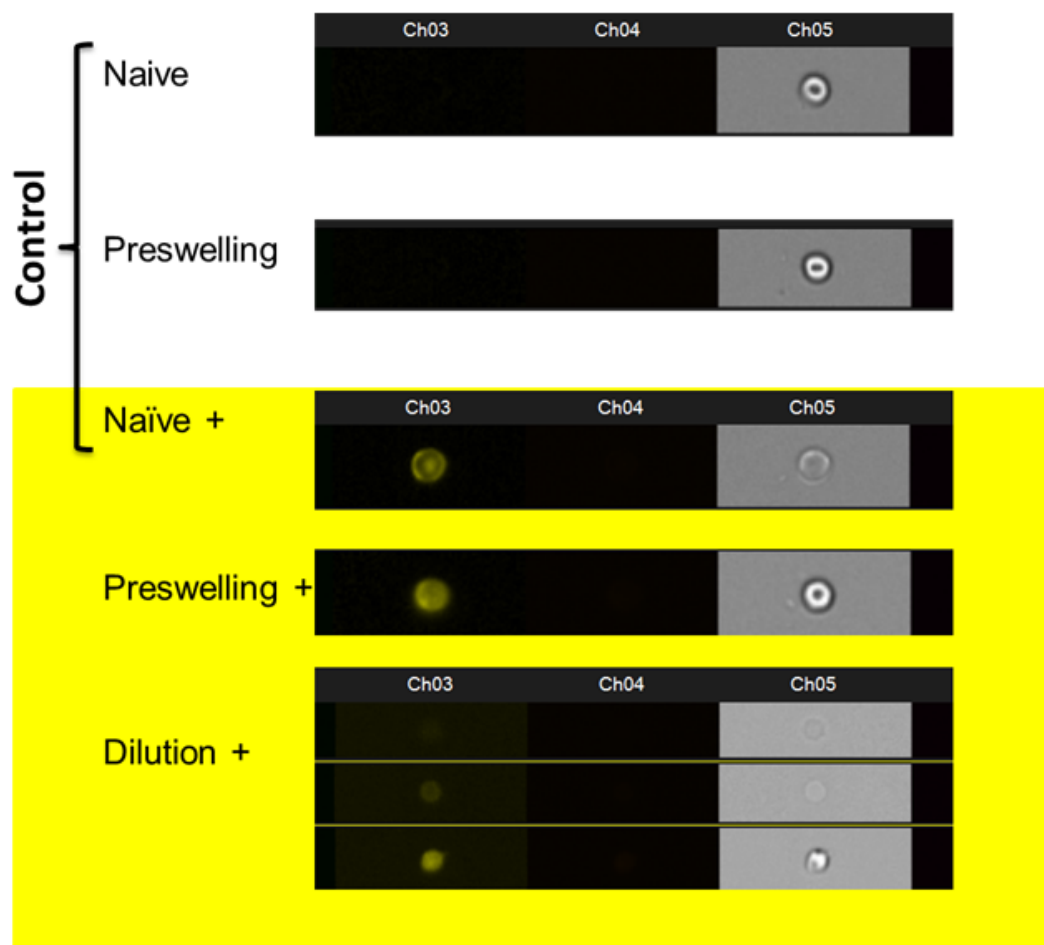 Control
Ch03 Ch04 Ch05
Naive
Preswelling
Ch03 Ch04 Ch05
Naïve +
Preswelling +
Ch03 Ch04 Ch05
Dilution +